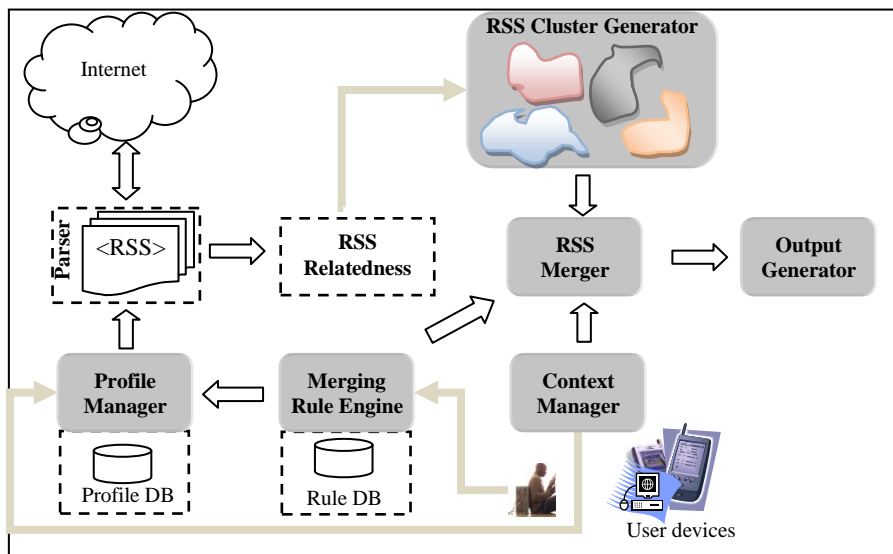 RSS Cluster Generator
Internet
Parser
<RSS>
RSS
Relatedness
RSS
Merger
Output
Generator
Profile
Manager
Merging
Rule Engine
Context
Manager
Profile DB
Rule DB
User devices